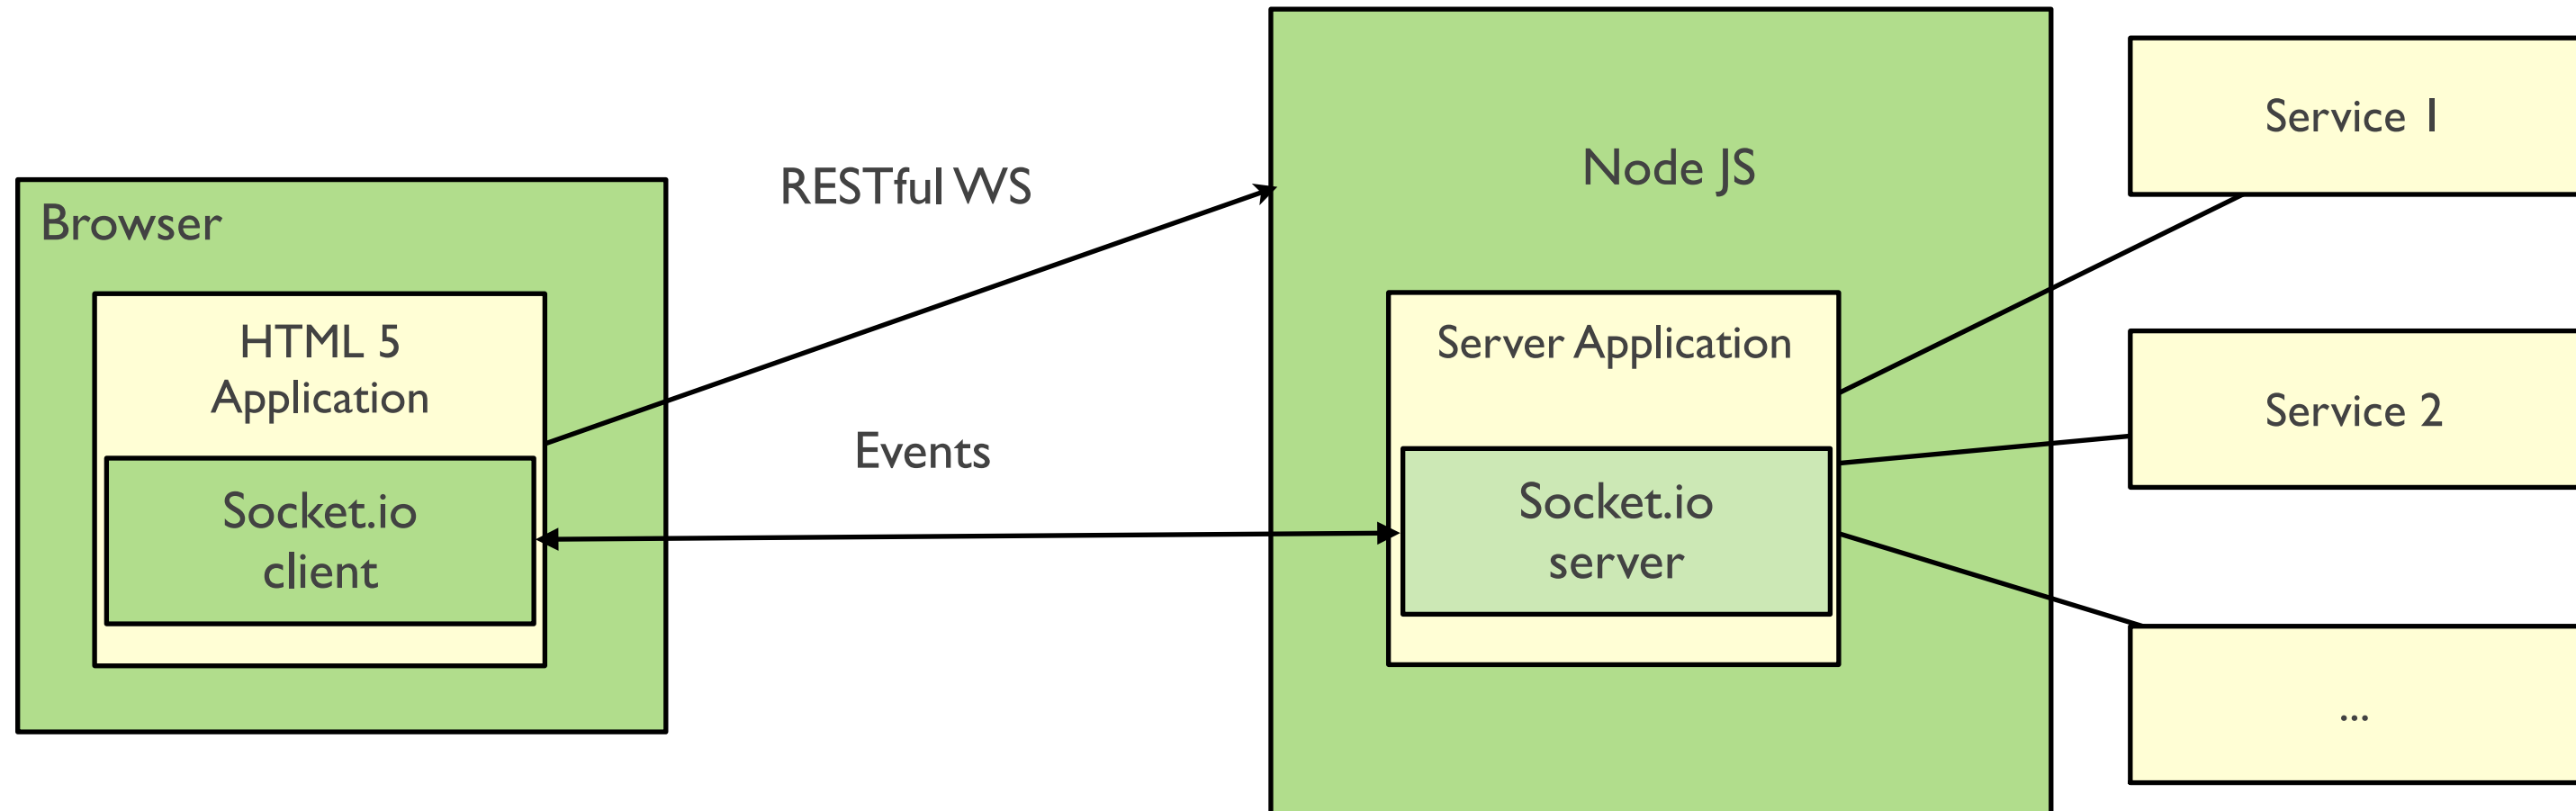 Browser
HTML 5
Application
Socket.io
client
RESTful WS
Events
Node JS
Server Application
Socket.io
server
Service 1
Service 2
...